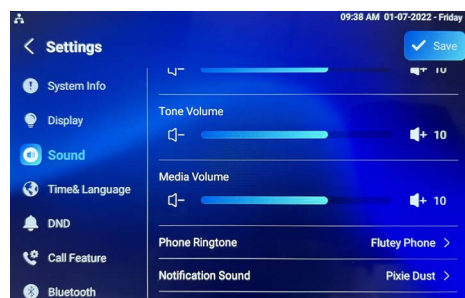 09:38 AM 01-07-2022 - Friday
Settings
Save
System Info
Display
Sound
Time& Language
DND
Call Feature
Bluetooth
10
Tone Volume
10
Media Volume
10
Phone Ringtone Flutey Phone >
Notification Sound Pixie Dust >